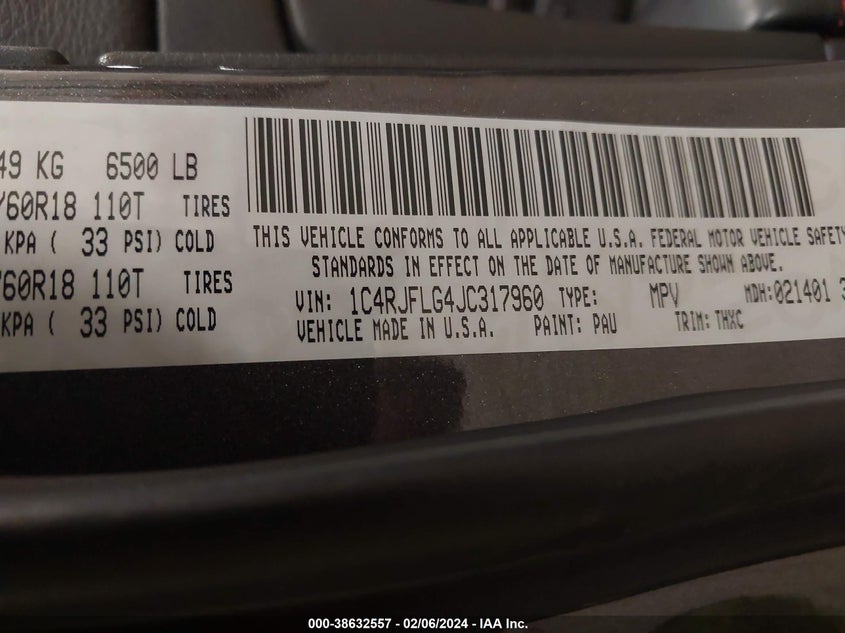 49 KG 6500 LB
/60R18 110T TIRES
KPA ( 33 PSI) COLD
/60R18 110T TIRES
KPA ( 33 PSI) COLD
THIS VEHICLE CONFORMS TO ALL APPLICABLE U.S.A. FEDERAL MOTOR VEHICLE SAFETY
STANDARDS IN EFFECT ON THE DATE OF MANUFACTURE SHOWN ABOVE.
VIN: 1C4RJFLG4JC317960 TYPE: MPV MDH:021401 3
VEHICLE MADE IN U.S.A. PAINT: PAU TRIM: THXC
000-38632557 - 02/06/2024 - IAA Inc.